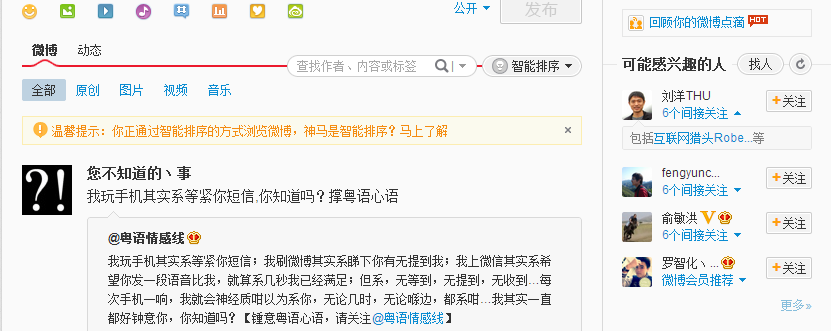 公开
发布
回顾你的微博点滴 HOT
微博 动态
查找作者、内容或标签
智能排序
可能感兴趣的人
找人
全部 原创 图片 视频 音乐
刘洋THU
6个间接关注
+关注
包括互联网猎头Robe...等
温馨提示：你正通过智能排序的方式浏览微博，神马是智能排序？马上了解
×
您不知道的丶事
我玩手机其实系等紧你短信,你知道吗？撑粤语心语
fengyunc...
6个间接关注
+关注
俞敏洪
6个间接关注
+关注
@粤语情感线
我玩手机其实系等紧你短信；我刷微博其实系睇下你有无提到我；我上微信其实系希
望你发一段语音比我，就算系几秒我已经满足；但系，无等到，无提到，无收到...每
次手机一响，我就会神经质咁以为系你，无论几时，无论喺边，都系咁...我其实一直
都好钟意你，你知道吗？【锺意粤语心语，请关注@粤语情感线】
罗智化丶...
微博会员推荐
+关注
更多»